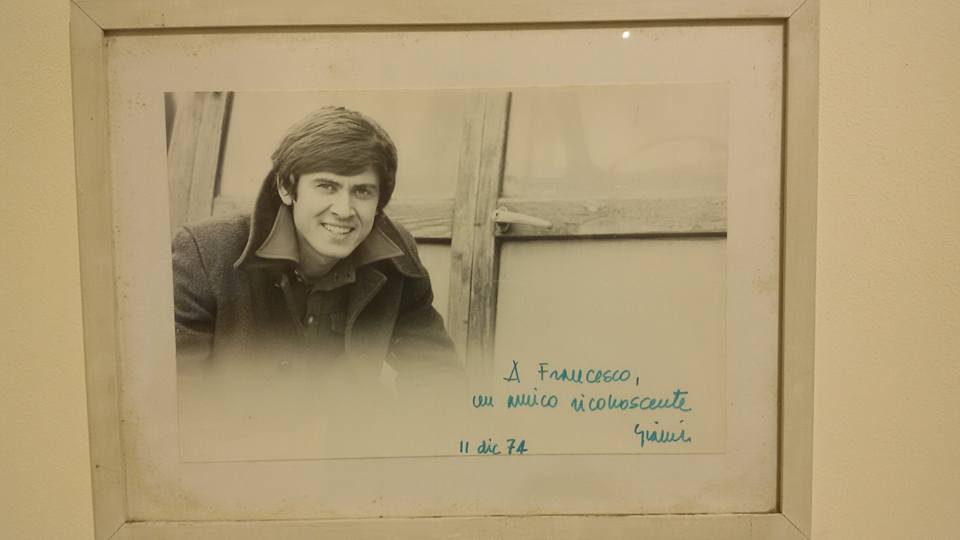 A Francesco,
un amico riconoscente
Gianni
11 dic 74